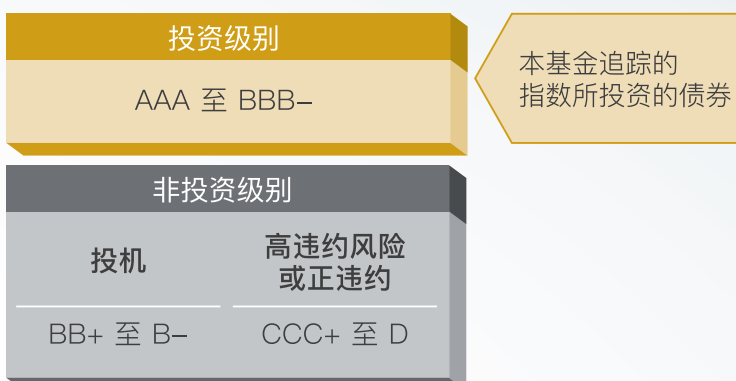 投资级别
AAA 至 BBB–
本基金追踪的
指数所投资的债券
非投资级别
投机
高违约风险
或正违约
BB+ 至 B–
CCC+ 至 D